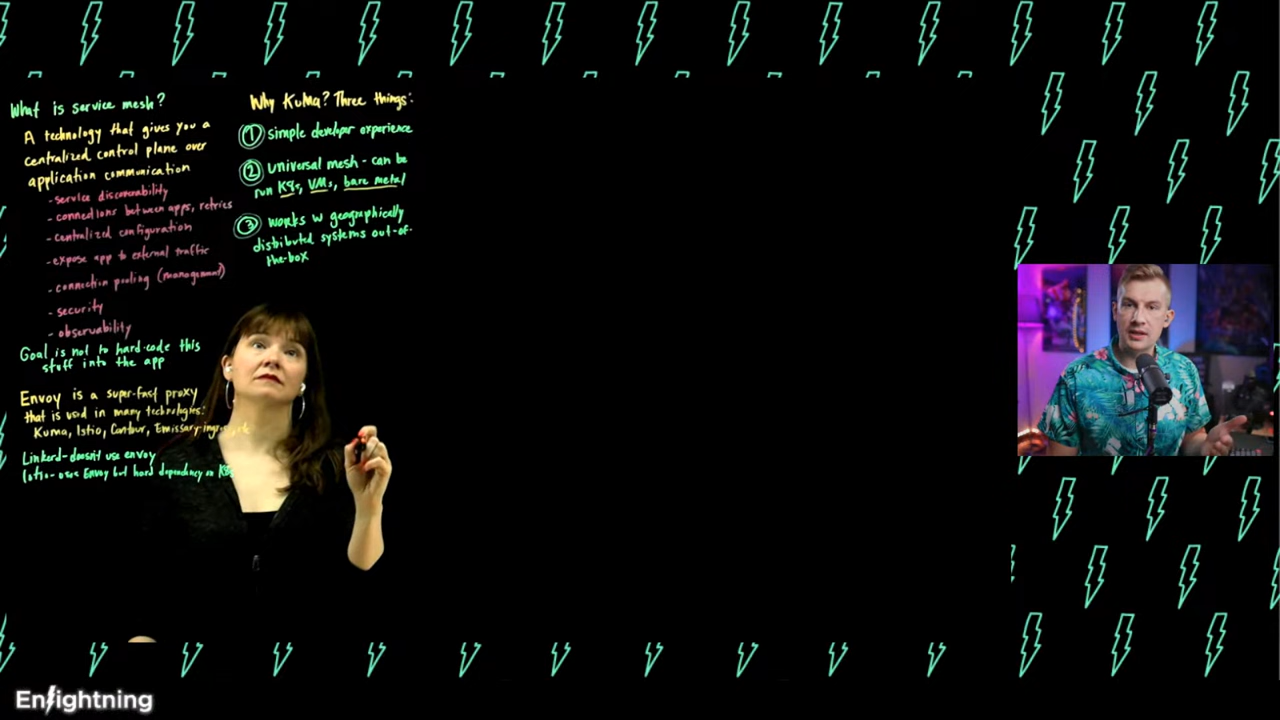 What is service mesh?
A technology that gives you a
centralized control plane over
application communication
- service discoverability
- connections between apps, retries
- centralized configuration
- expose app to external traffic
- connection pooling (management)
- security
- observability
Goal is not to hard-code this
stuff into the app
Envoy is a super-fast proxy
that is used in many technologies:
Kuma, Istio, Contour, Emissary-ingress, etc
Linkerd - doesn't use envoy
Istio - uses Envoy but hard dependency on K8s
Why Kuma? Three things:
① simple developer experience
② universal mesh - can be
run K8s, VMs, bare metal
③ works w geographically
distributed systems out-of-
the-box
Enlightning